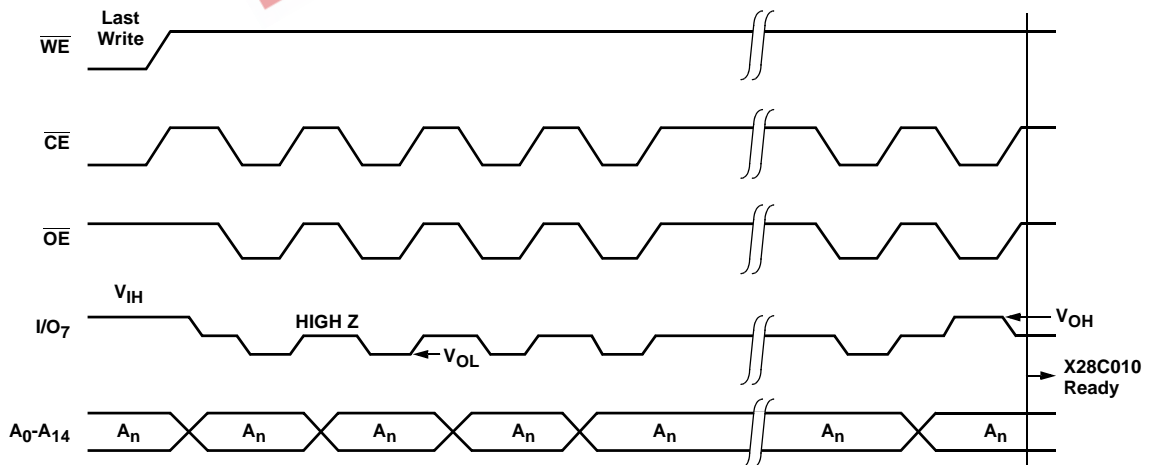 Last
Write
WE
CE
OE
VIH
I/O7
HIGH Z
VOL
VOH
X28C010
Ready
A0-A14
An
An
An
An
An
An
An